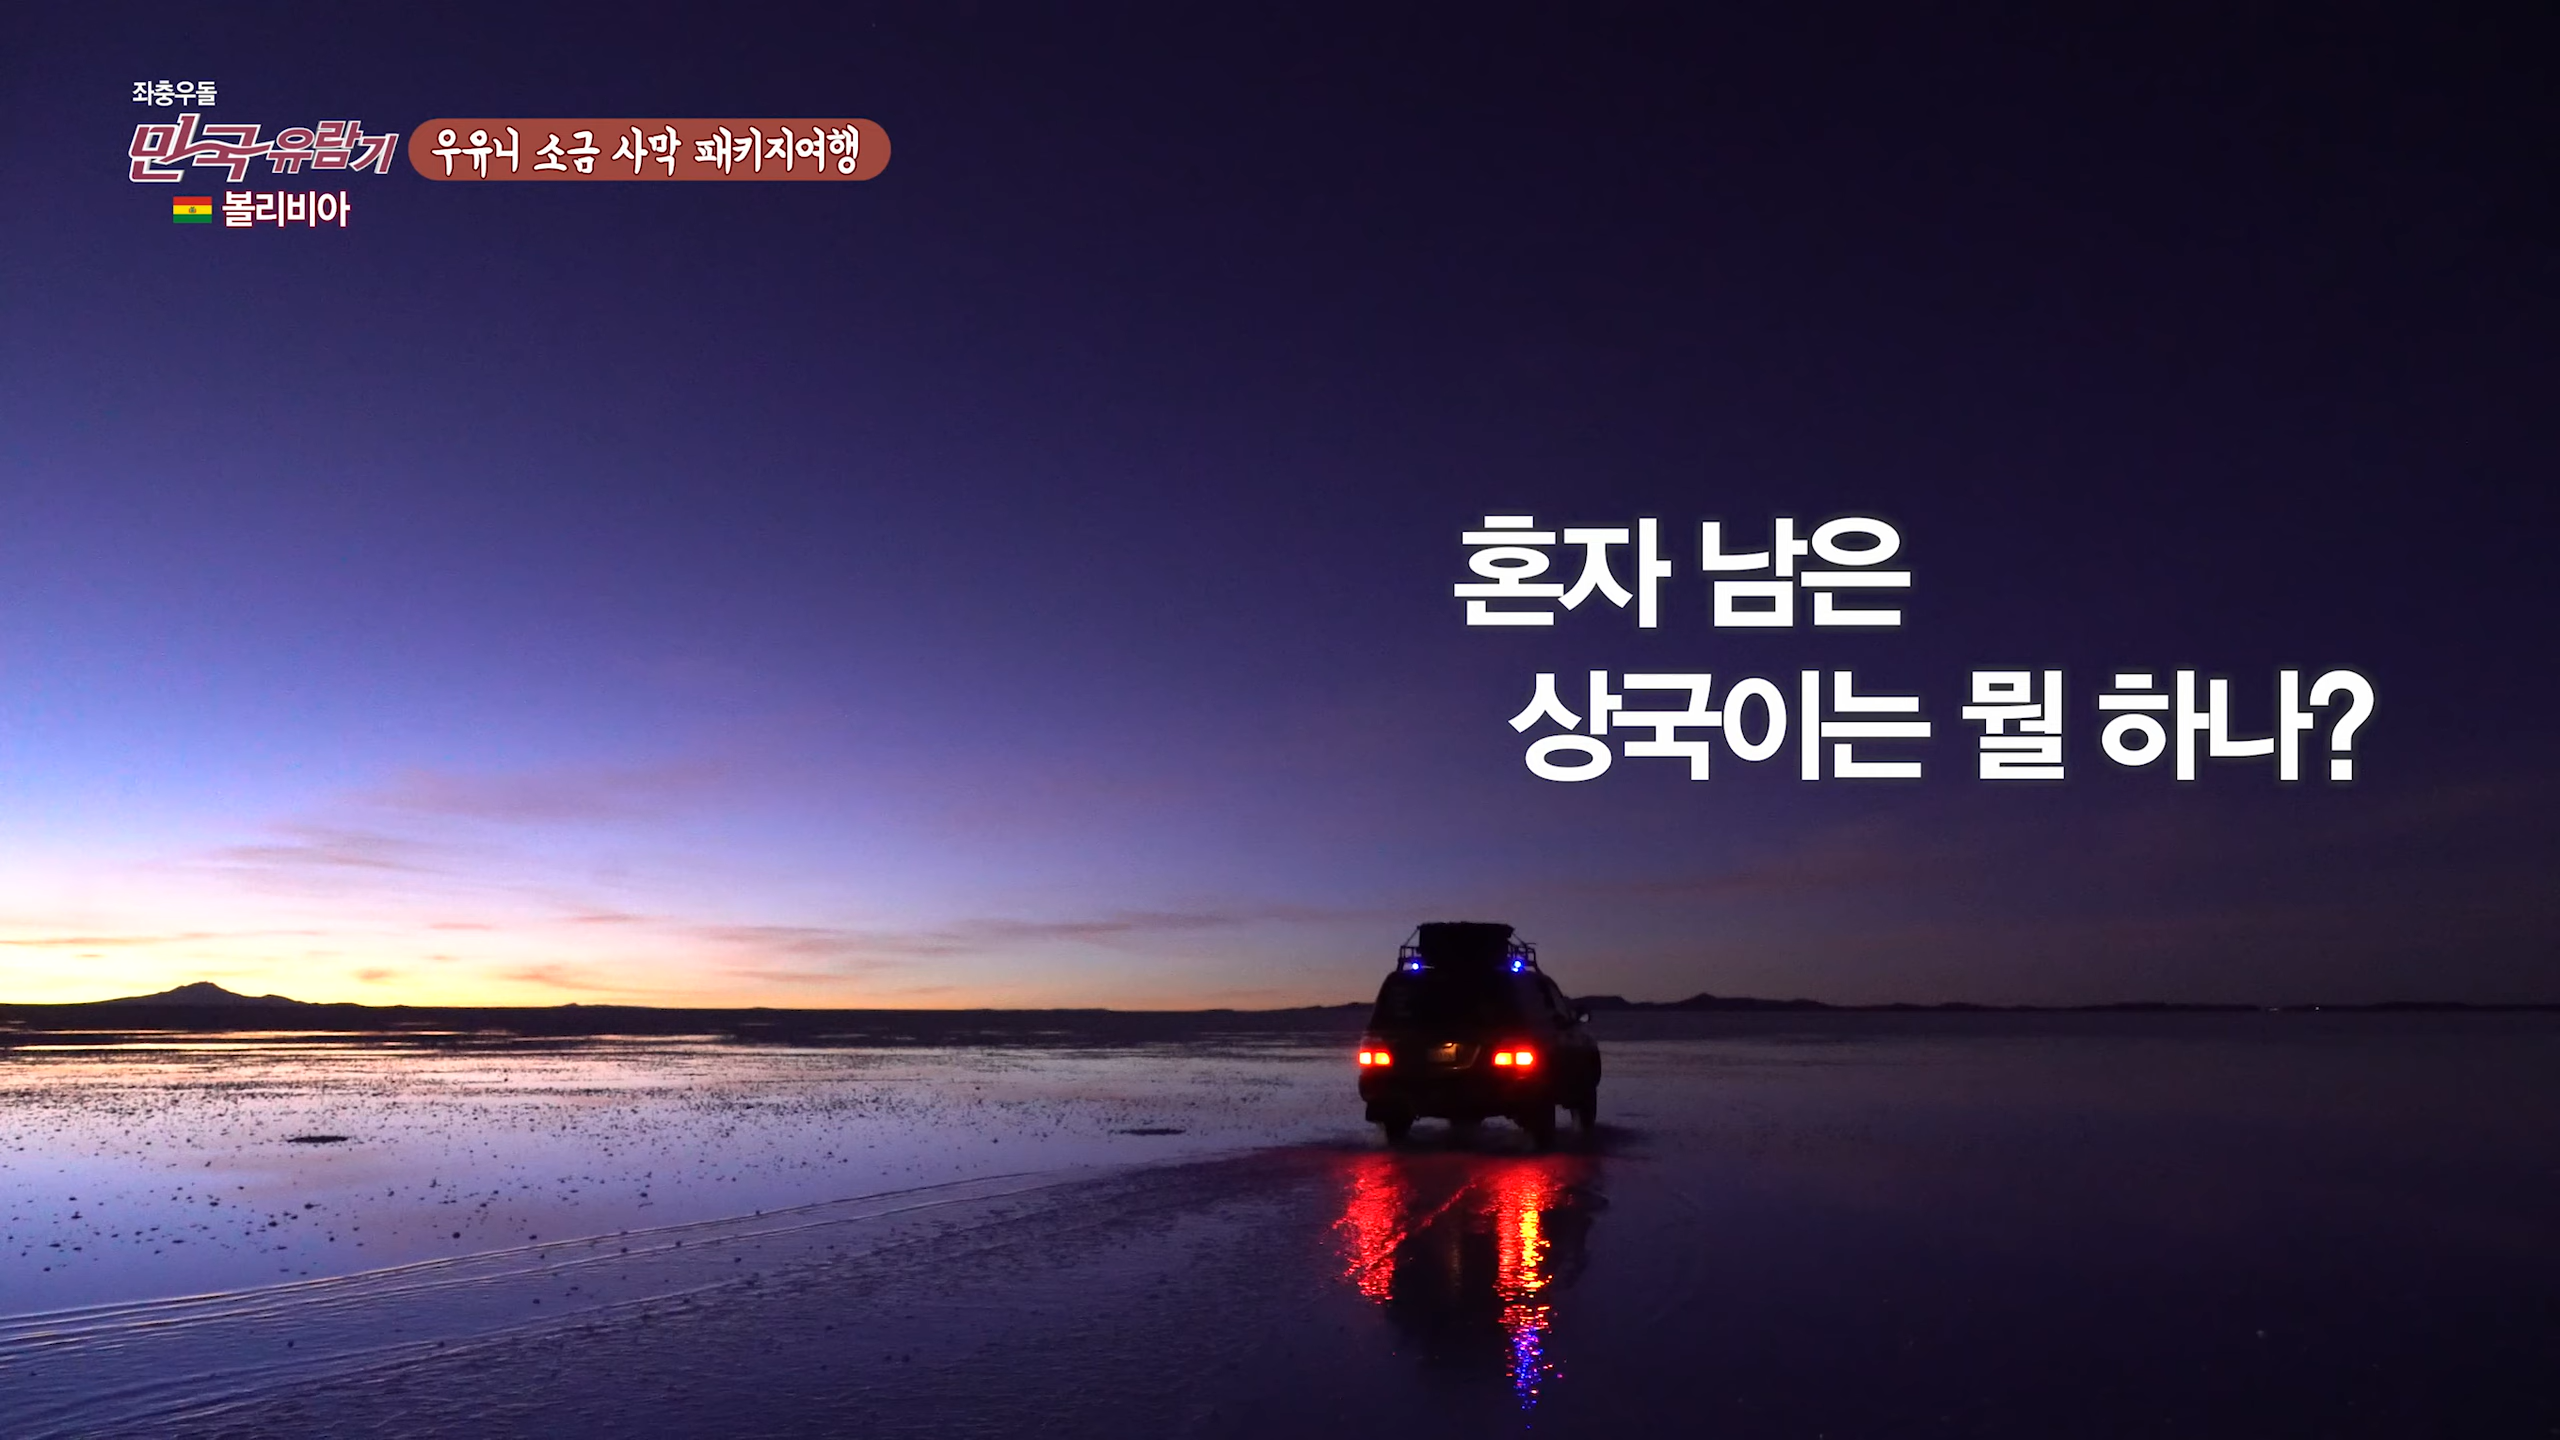 좌충우돌
민국유람기
우유니 소금 사막 패키지여행
볼리비아
혼자 남은
상국이는 뭘 하나?